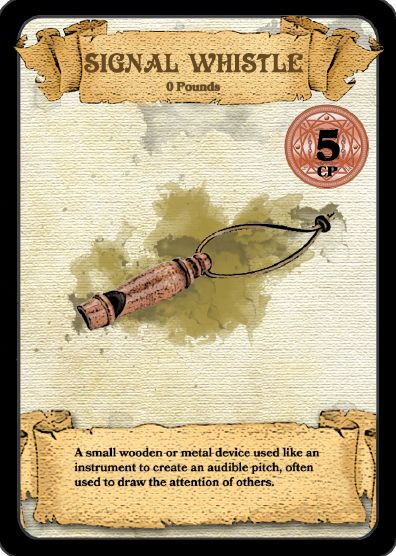 SIGNAL WHISTLE
0 Pounds
5
CP
A small wooden or metal device used like an
instrument to create an audible pitch, often
used to draw the attention of others.